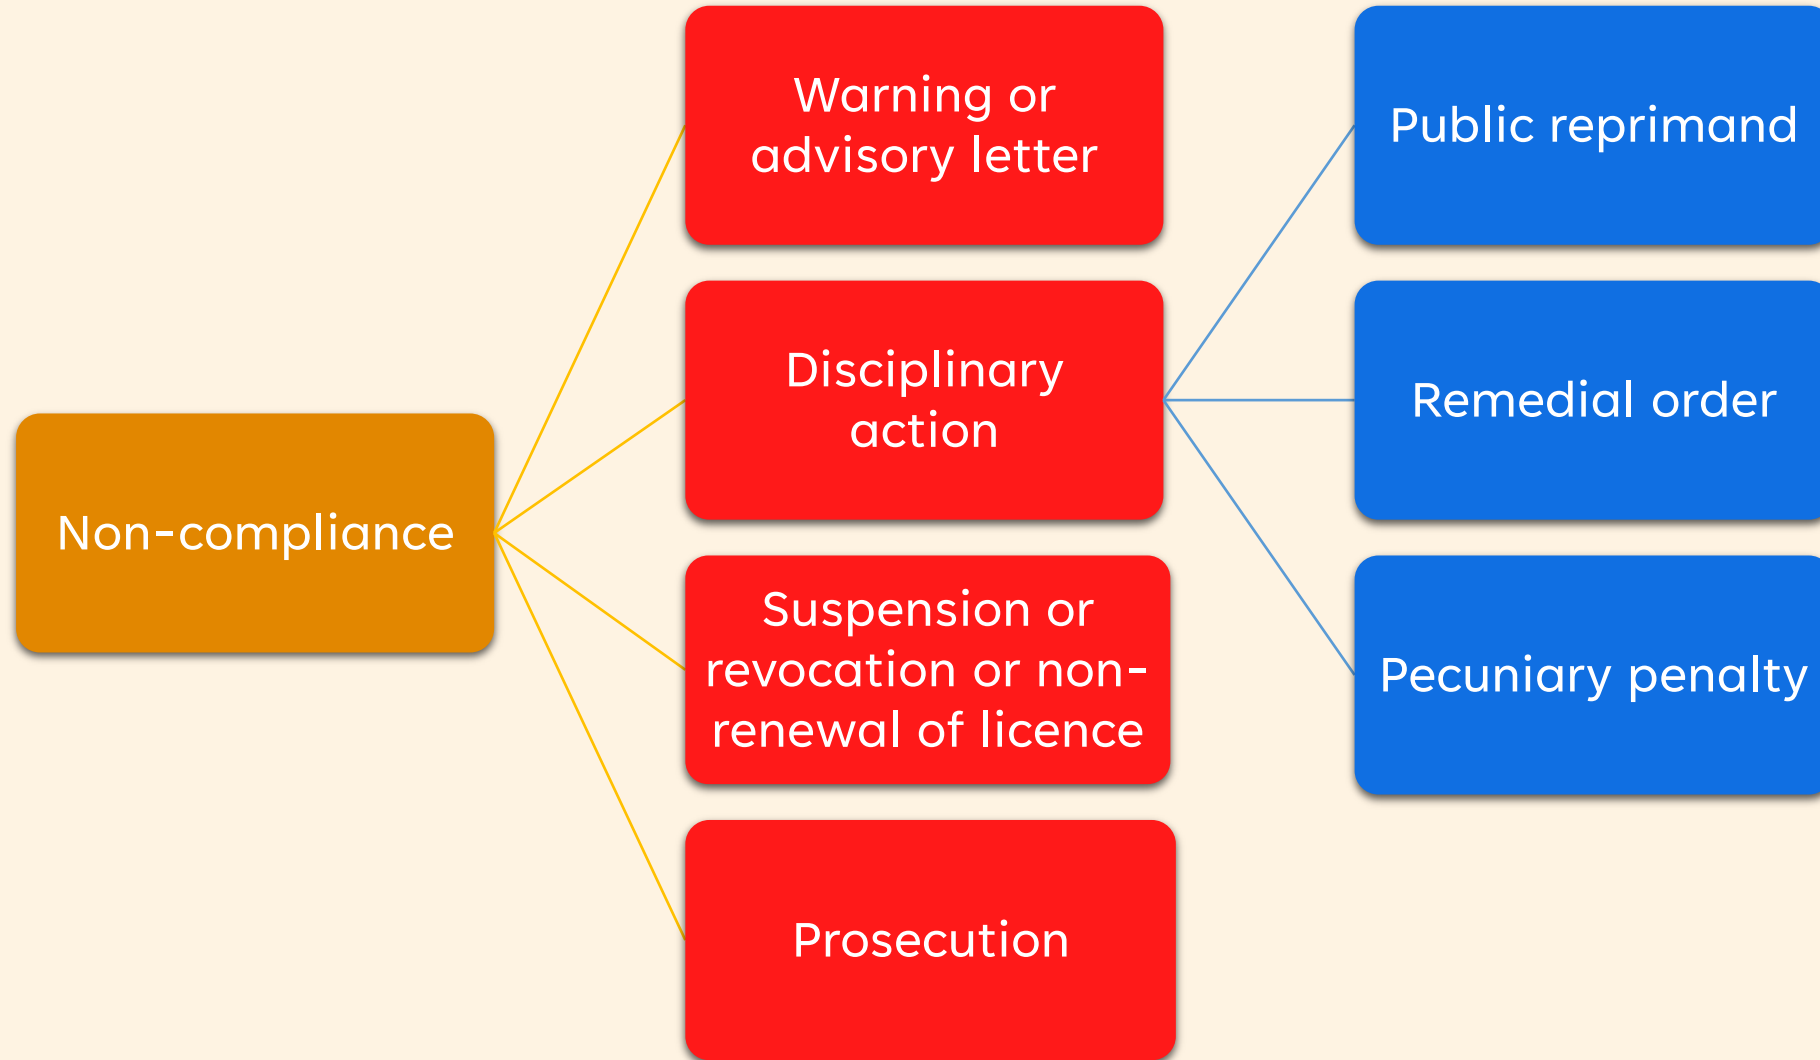 Non-compliance
Warning or
advisory letter
Disciplinary
action
Suspension or
revocation or non-
renewal of licence
Prosecution
Public reprimand
Remedial order
Pecuniary penalty